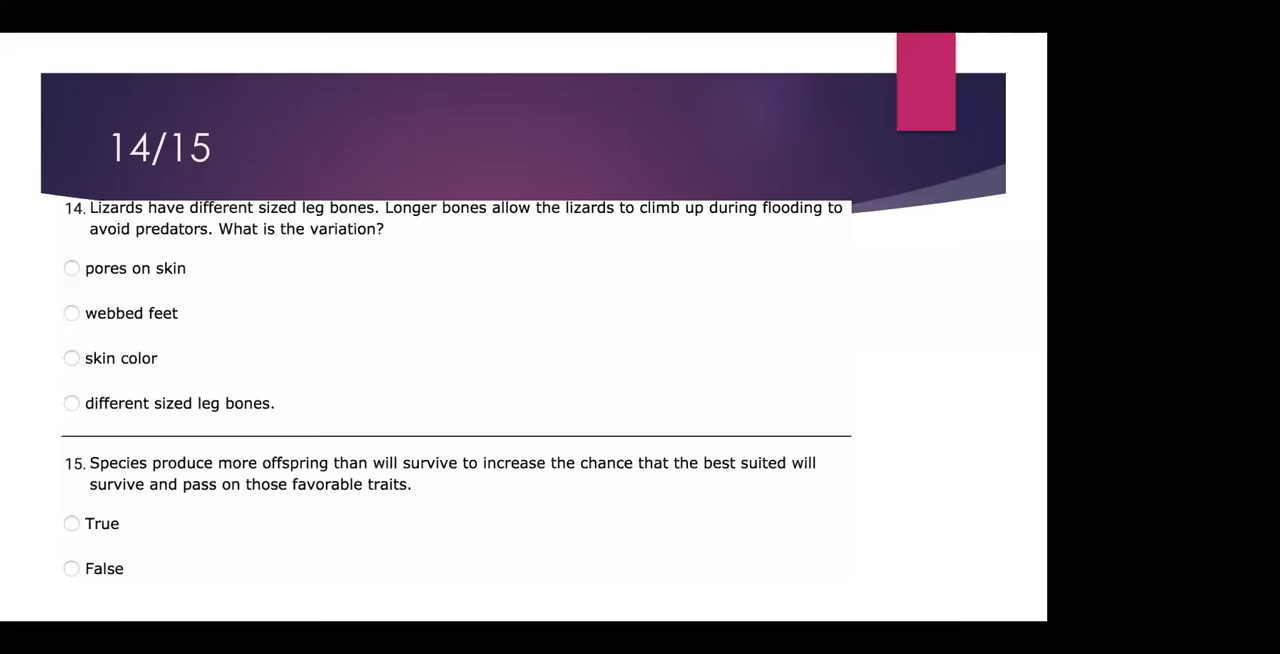 14/15
14. Lizards have different sized leg bones. Longer bones allow the lizards to climb up during flooding to
avoid predators. What is the variation?
pores on skin
webbed feet
skin color
different sized leg bones.
15. Species produce more offspring than will survive to increase the chance that the best suited will
survive and pass on those favorable traits.
True
False